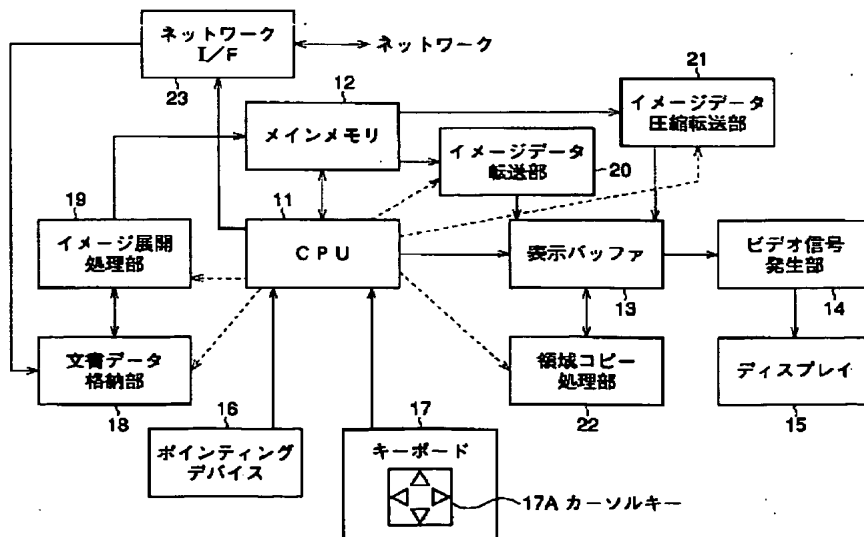 ネットワーク
I/F
23
ネットワーク
12
メインメモリ
21
イメージデータ
圧縮転送部
イメージデータ
転送部
20
19
イメージ展開
処理部
11
CPU
表示バッファ
13
ビデオ信号
発生部
14
文書データ
格納部
18
領域コピー
処理部
22
ディスプレイ
15
16
ポインティング
デバイス
17
キーボード
17A カーソルキー